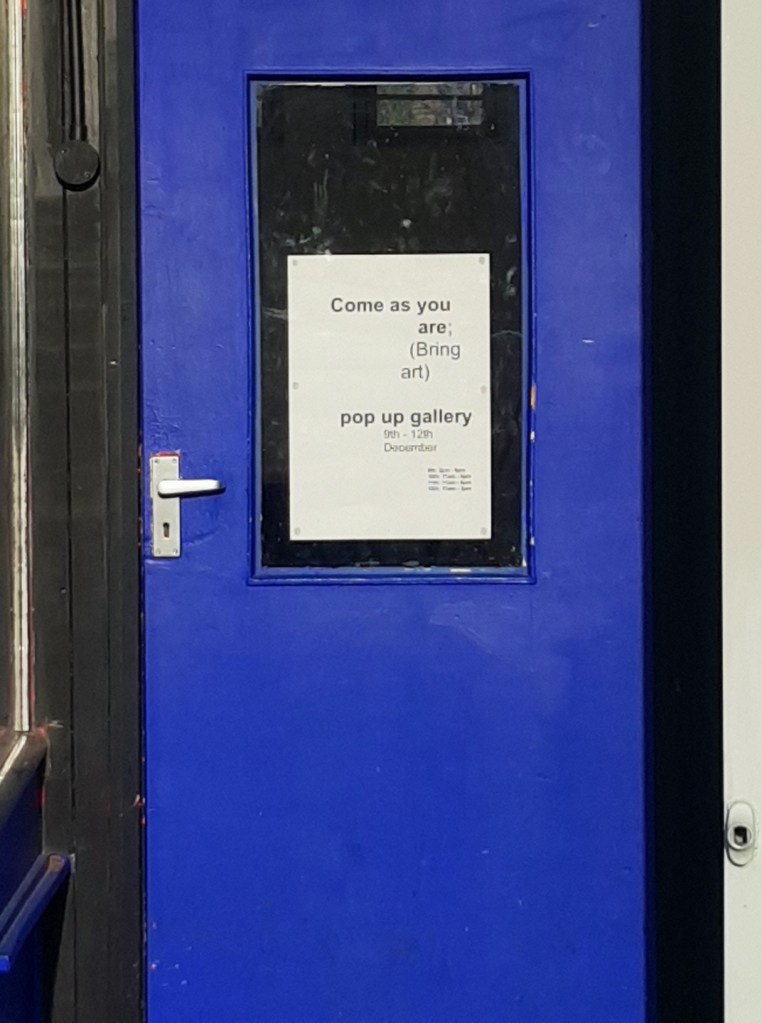 Come as you
are;
(Bring
art)
pop up gallery
9th - 12th
December